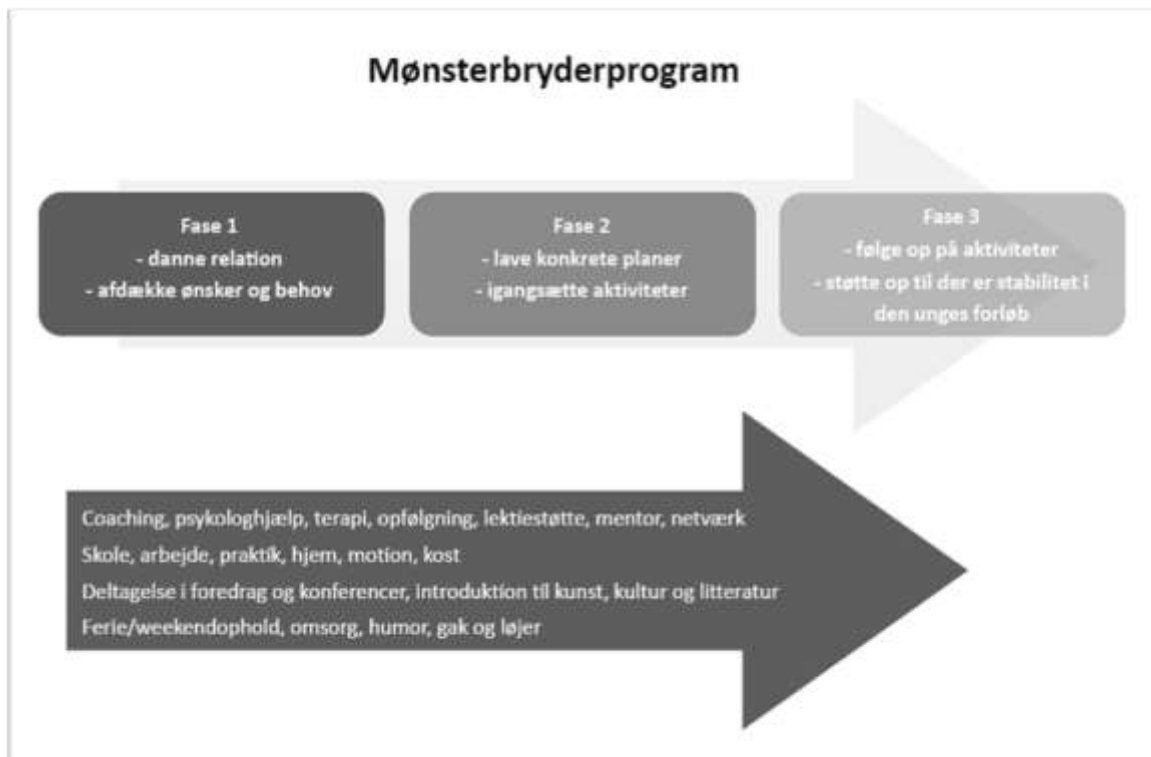 Mønsterbryderprogram
Fase 1
- danne relation
- afdække ønsker og behov
Fase 2
- lave konkrete planer
- igangsætte aktiviteter
Fase 3
- følge op på aktiviteter
- støtte op til der er stabilitet i
den unges forløb
Coaching, psykologhjælp, terapi, opfølgning, lektiestøtte, mentor, netværk
Skole, arbejde, praktik, hjem, motion, kost
Deltagelse i foredrag og konferencer, introduktion til kunst, kultur og litteratur
Ferie/weekendophold, omsorg, humor, gak og løjer